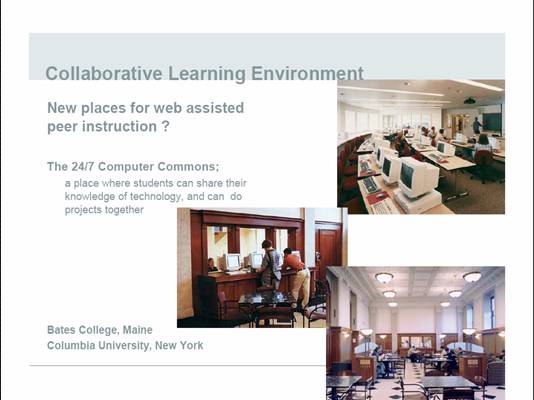 Collaborative Learning Environment
New places for web assisted
peer instruction ?
The 24/7 Computer Commons;
a place where students can share their
knowledge of technology, and can  do
projects together
Bates College, Maine
Columbia University, New York